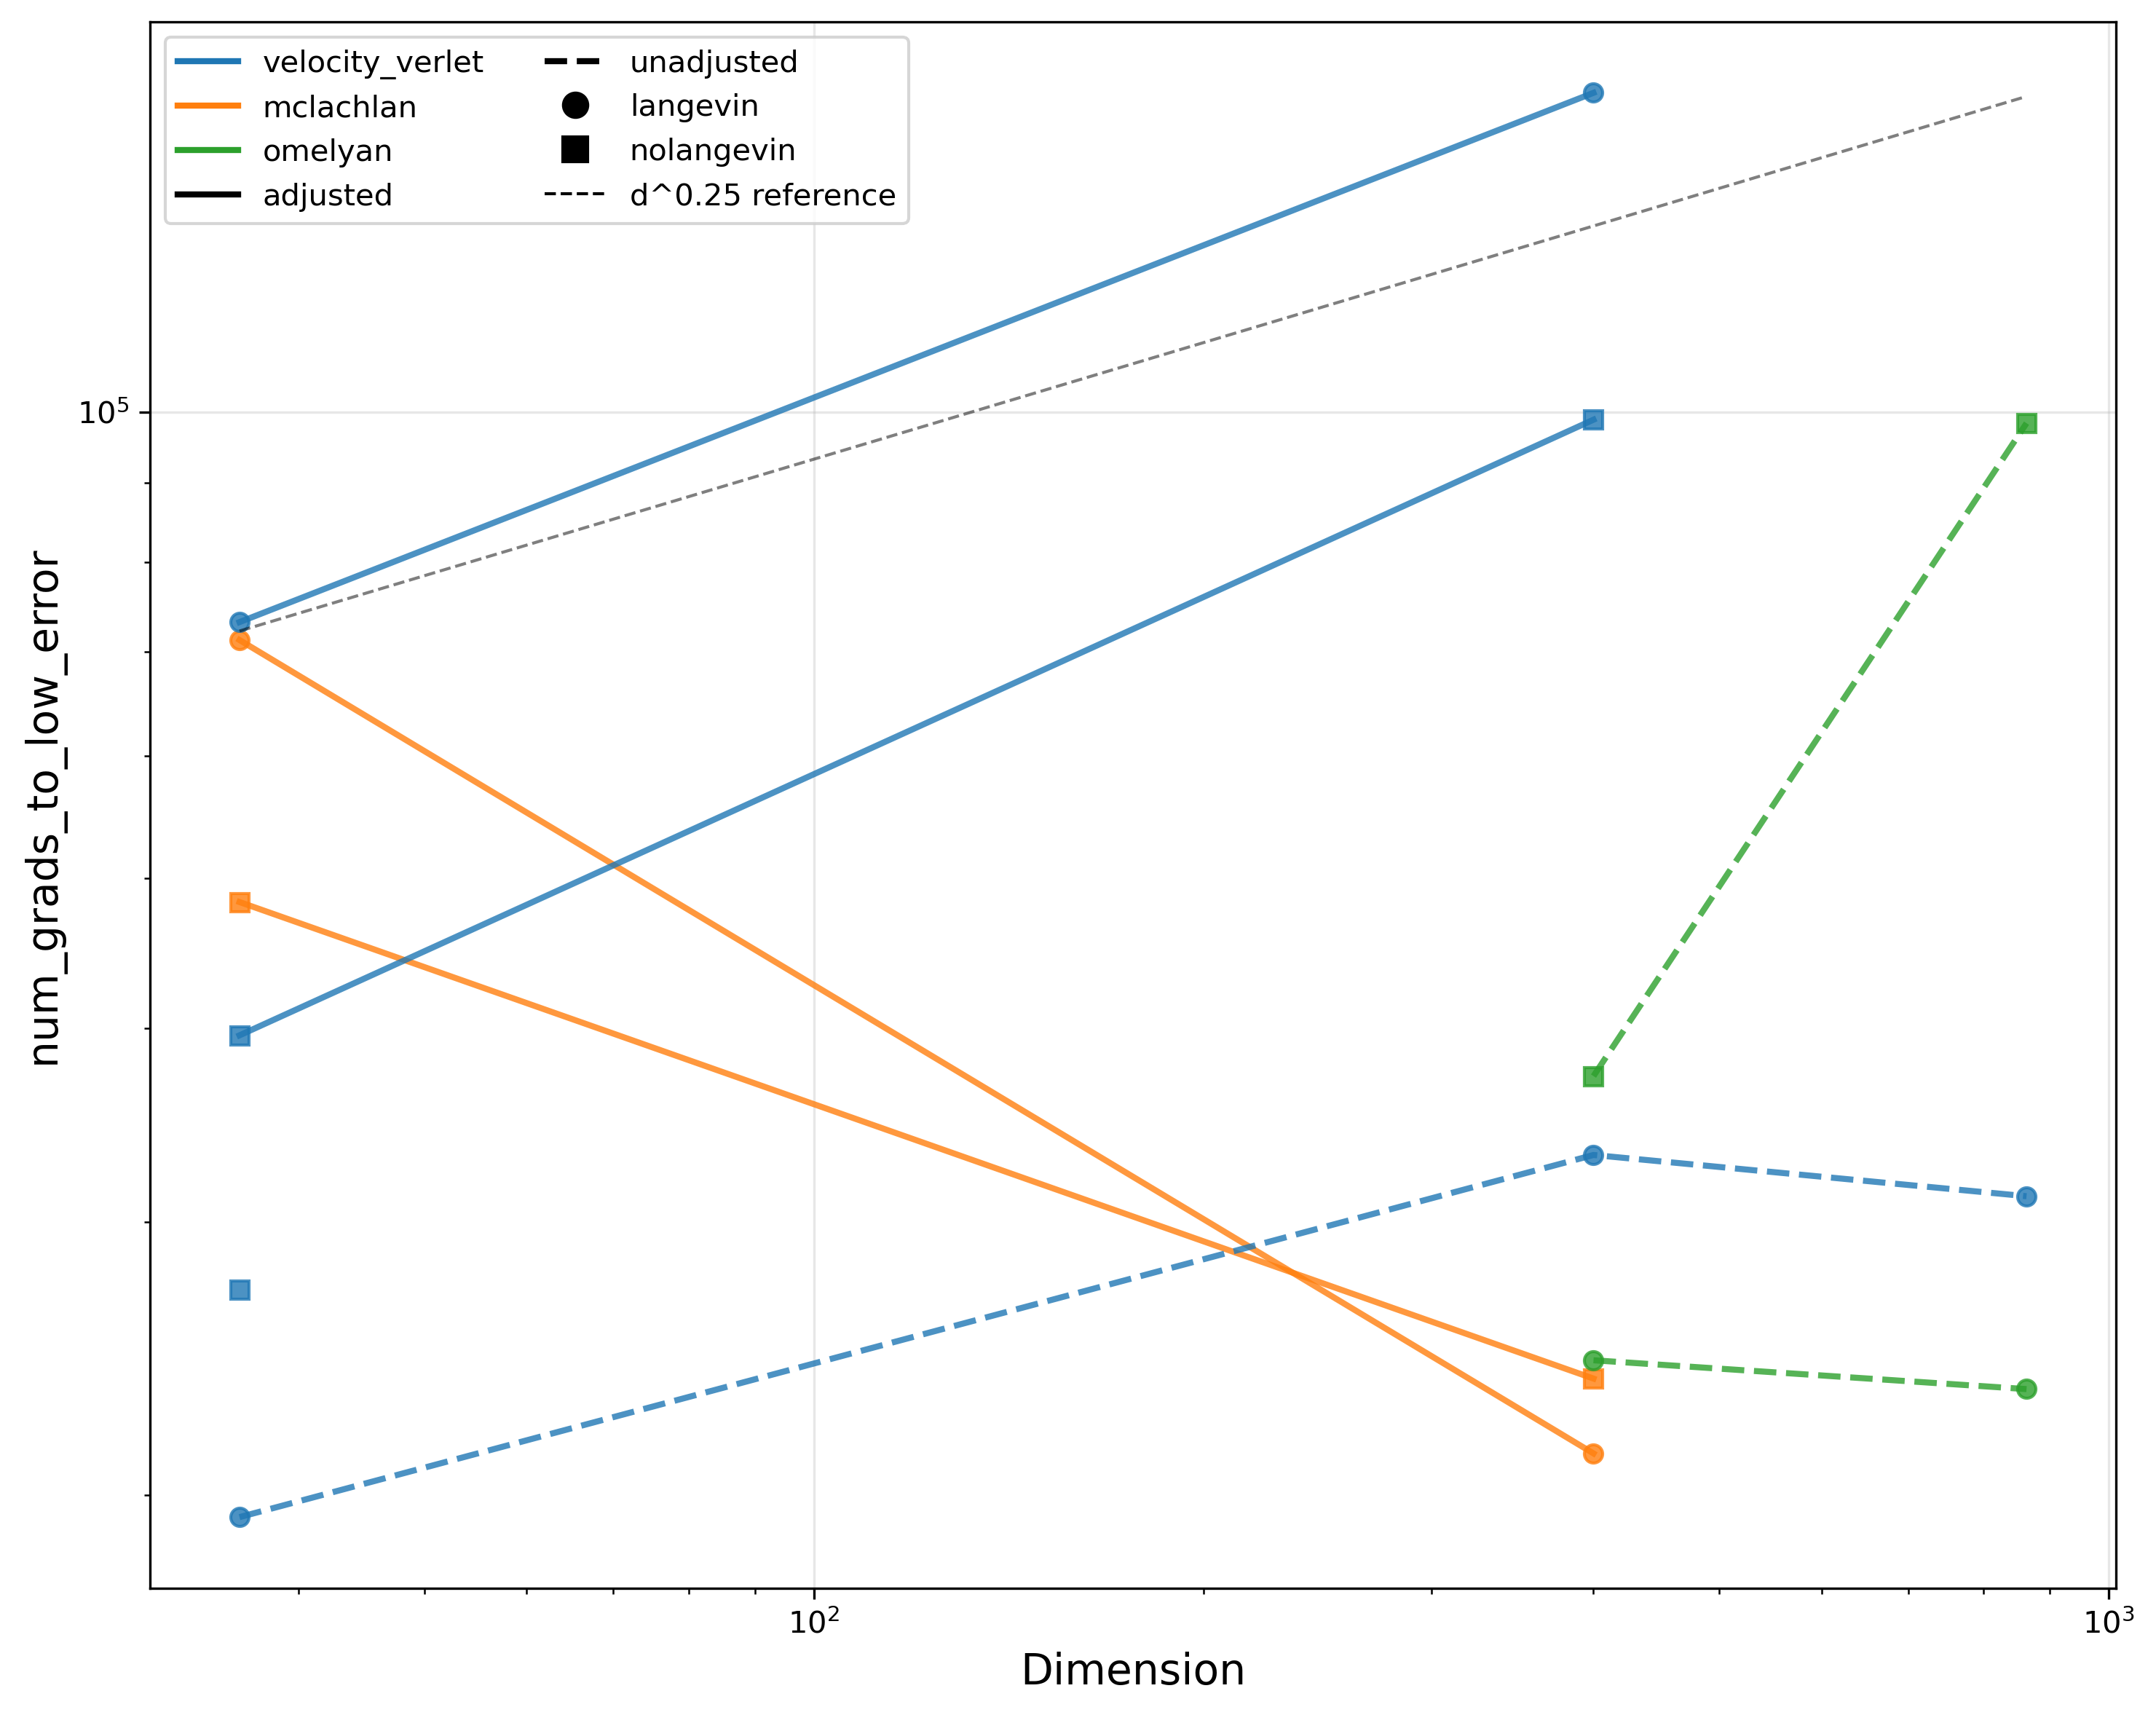 velocity_verlet
mclachlan
omelyan
adjusted
unadjusted
langevin
nolangevin
d^0.25 reference
num_grads_to_low_error
10^5
10^2
10^3
Dimension